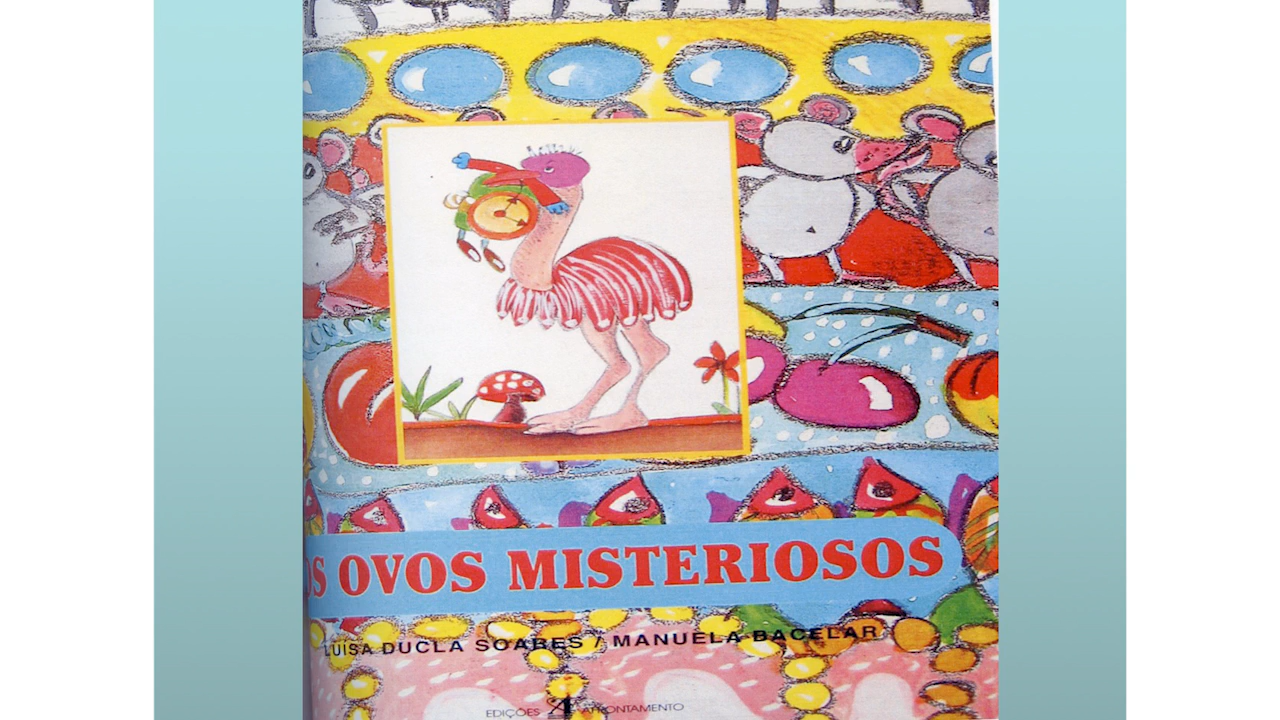 OS OVOS MISTERIOSOS
LUISA DUCLA SOARES / MANUELA BACELAR
EDIÇÕES AFRONTAMENTO